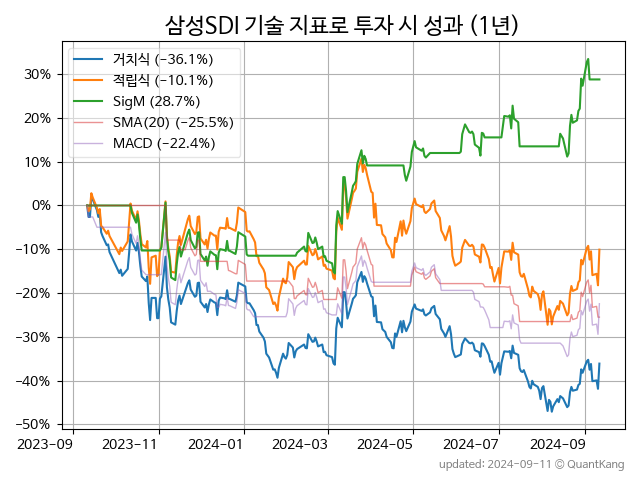 삼성SDI 기술 지표로 투자 시 성과 (1년)
거치식 (−36.1%)
적립식 (−10.1%)
SigM (28.7%)
SMA(20) (−25.5%)
MACD (−22.4%)
30%
20%
10%
0%
−10%
−20%
−30%
−40%
−50%
2023-09 2023-11 2024-01 2024-03 2024-05 2024-07 2024-09
updated: 2024-09-11 © QuantKang